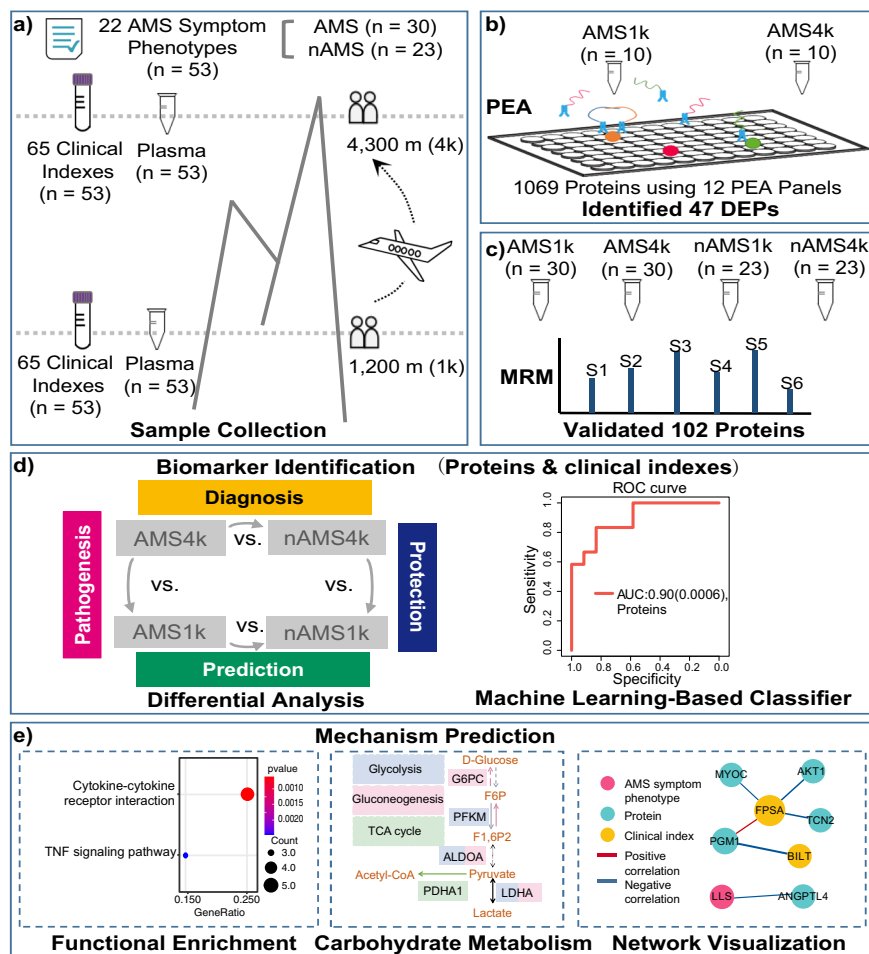 a)
22 AMS Symptom
Phenotypes
(n = 53)
AMS (n = 30)
nAMS (n = 23)
65 Clinical
Indexes
(n = 53)
Plasma
(n = 53)
4,300 m (4k)
65 Clinical
Indexes
(n = 53)
Plasma
(n = 53)
1,200 m (1k)
Sample Collection
b)
AMS1k
(n = 10)
AMS4k
(n = 10)
PEA
1069 Proteins using 12 PEA Panels
Identified 47 DEPs
c)
AMS1k
(n = 30)
AMS4k
(n = 30)
nAMS1k
(n = 23)
nAMS4k
(n = 23)
MRM
S1
S2
S3
S4
S5
S6
Validated 102 Proteins
d)
Biomarker Identification (Proteins & clinical indexes)
Diagnosis
Pathogenesis
AMS4k
vs.
nAMS4k
vs.
vs.
AMS1k
vs.
nAMS1k
Protection
Prediction
Differential Analysis
ROC curve
Sensitivity
1.0
0.8
0.6
0.4
0.2
0.0
AUC:0.90(0.0006),
Proteins
1.0 0.8 0.6 0.4 0.2 0.0
Specificity
Machine Learning-Based Classifier
e)
Mechanism Prediction
Cytokine-cytokine
receptor interaction
TNF signaling pathway
0.150
0.250
GeneRatio
pvalue
0.0010
0.0015
0.0020
Count
3.0
4.0
5.0
Functional Enrichment
Glycolysis
Gluconeogenesis
TCA cycle
D-Glucose
G6PC
F6P
PFKM
F1,6P2
ALDOA
Acetyl-CoA
Pyruvate
PDHA1
LDHA
Lactate
Carbohydrate Metabolism
AMS symptom
phenotype
Protein
Clinical index
Positive
correlation
Negative
correlation
MYOC
AKT1
FPSA
TCN2
PGM1
BILT
LLS
ANGPTL4
Network Visualization